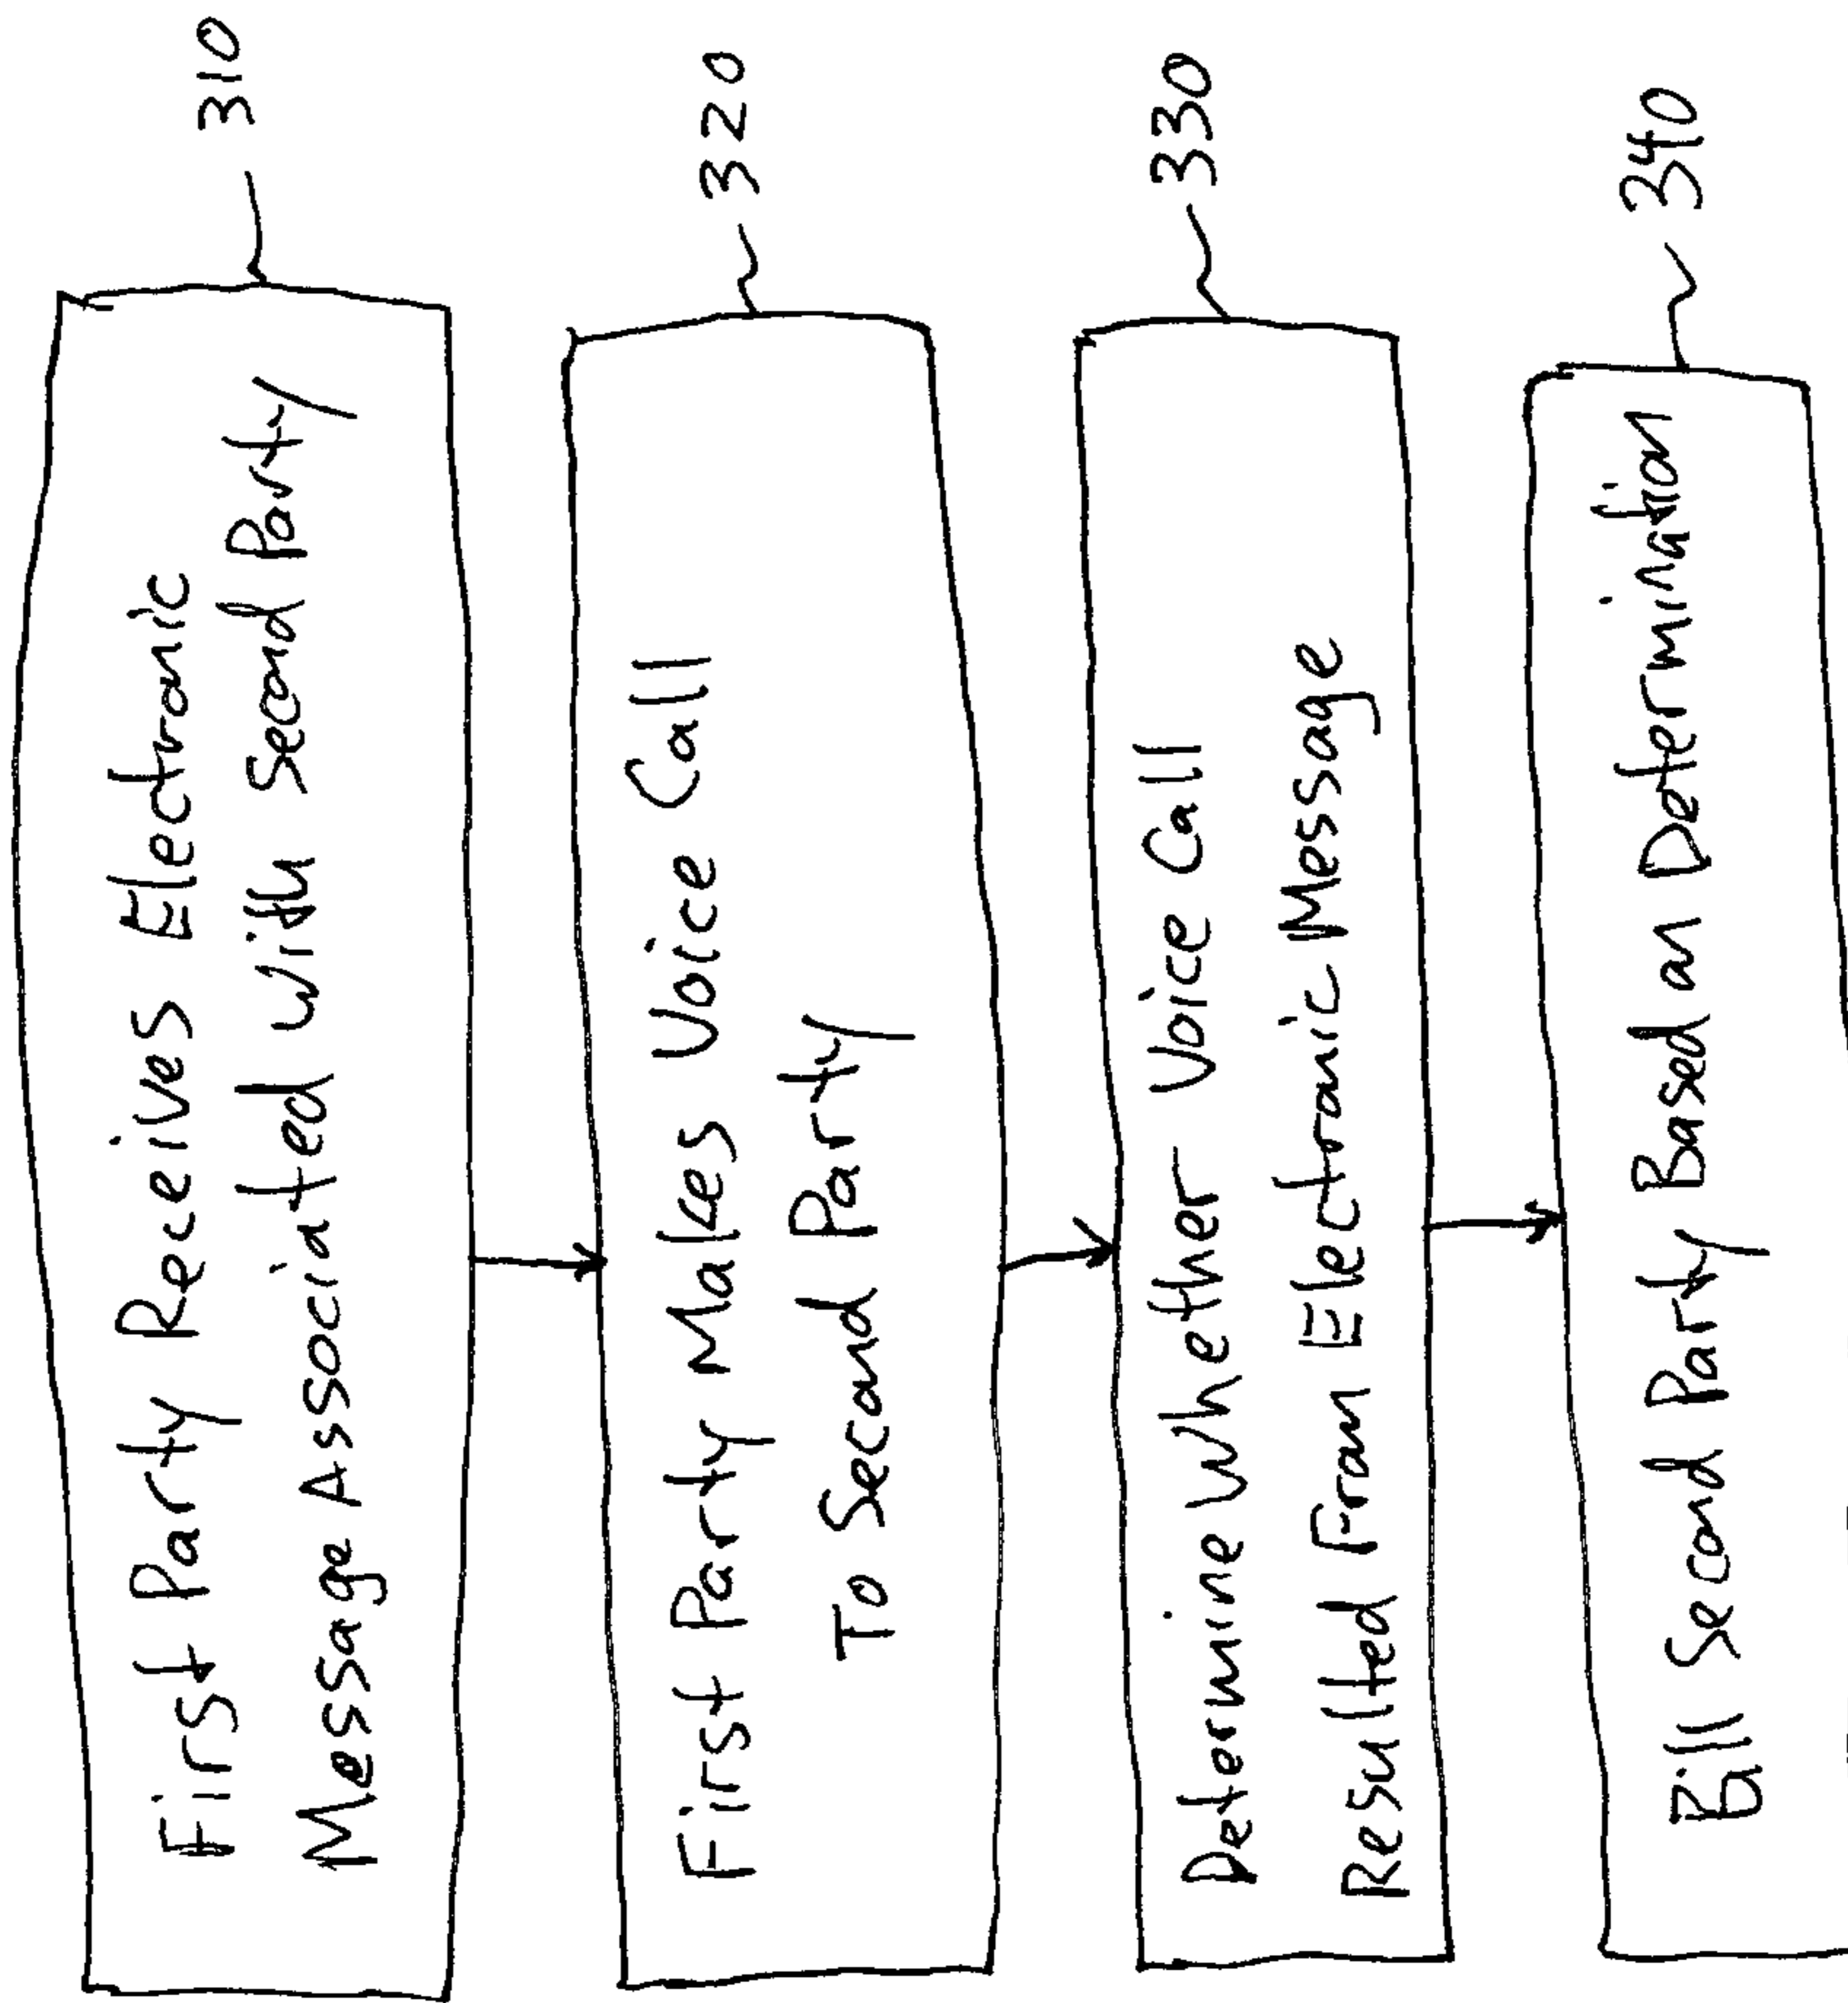 First Party Receives Electronic
Message Associated with Second Party
310
First Party Makes Voice Call
To Second Party
320
Determine Whether Voice Call
Resulted From Electronic Message
330
Bill Second Party Based on Determination
340